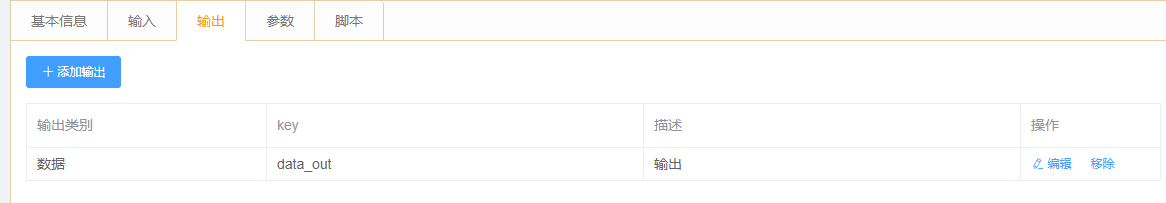 基本信息 输入 输出 参数 脚本
添加输出
输出类别 key 描述 操作
数据 data_out 输出 编辑 移除